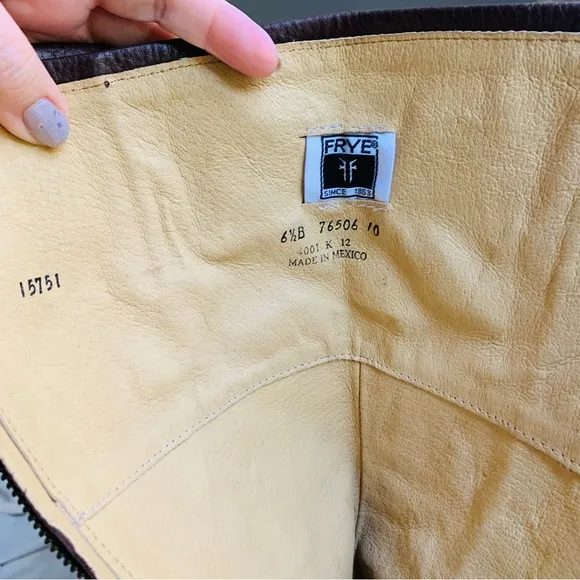 FRYE®
SINCE 1863
6½B 76506 10
4001 K 12
MADE IN MEXICO
15751